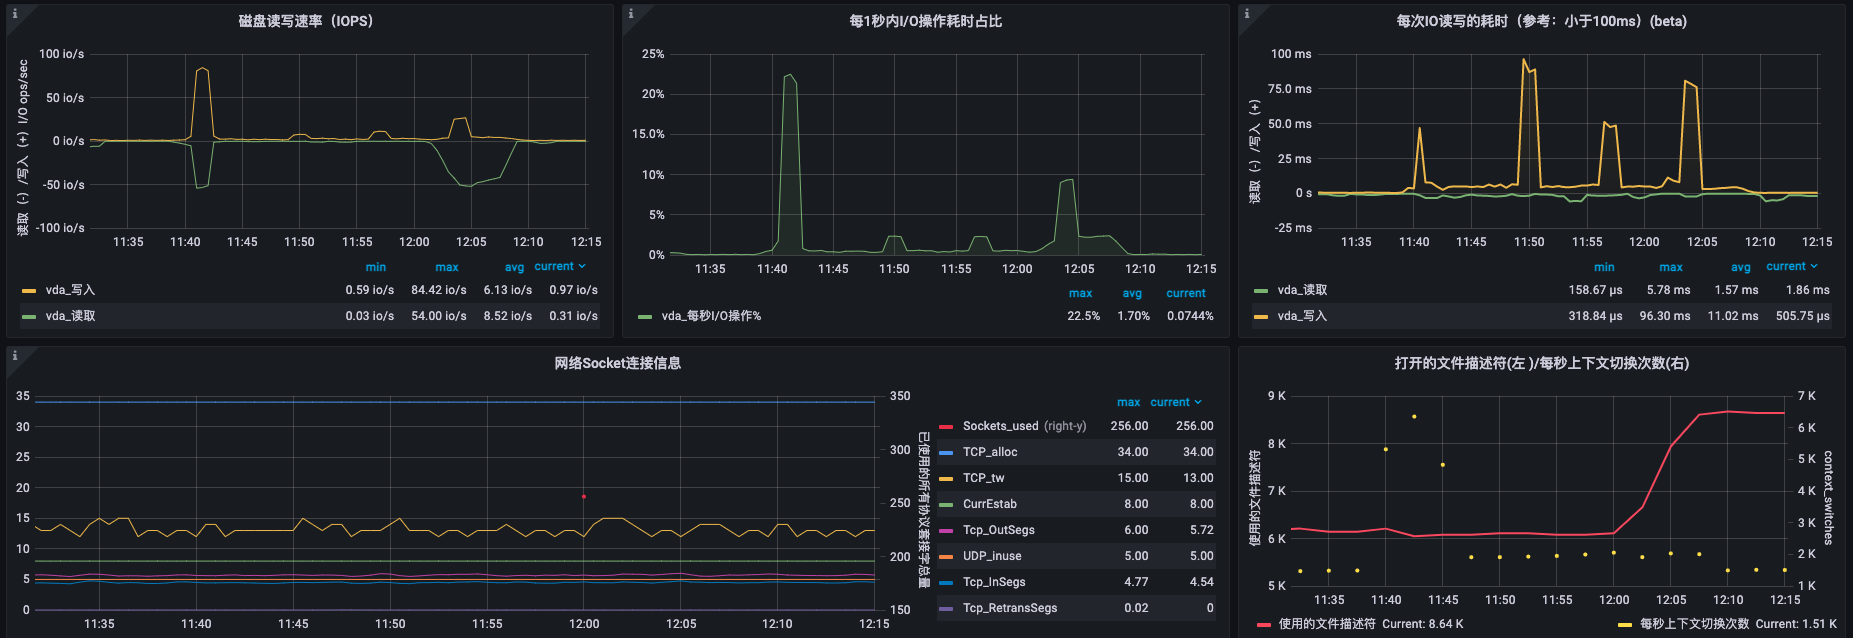 磁盘读写速率（IOPS）
读取（-）/写入（+） I/O ops/sec
100 io/s
50 io/s
0 io/s
-50 io/s
-100 io/s
11:35 11:40 11:45 11:50 11:55 12:00 12:05 12:10 12:15
min max avg current
vda_写入 0.59 io/s 84.42 io/s 6.13 io/s 0.97 io/s
vda_读取 0.03 io/s 54.00 io/s 8.52 io/s 0.31 io/s
每1秒内I/O操作耗时占比
25%
20%
15.0%
10%
5%
0%
11:35 11:40 11:45 11:50 11:55 12:00 12:05 12:10 12:15
max avg current
vda_每秒I/O操作% 22.5% 1.70% 0.0744%
每次IO读写的耗时（参考：小于100ms）(beta)
读取（-）/写入（+）
100 ms
75.0 ms
50.0 ms
25 ms
0 s
-25 ms
11:35 11:40 11:45 11:50 11:55 12:00 12:05 12:10 12:15
min max avg current
vda_读取 158.67 µs 5.78 ms 1.57 ms 1.86 ms
vda_写入 318.84 µs 96.30 ms 11.02 ms 505.75 µs
网络Socket连接信息
35
30
25
20
15
10
5
0
350
300
250
200
150
已使用的所有协议套接字总量
11:35 11:40 11:45 11:50 11:55 12:00 12:05 12:10 12:15
max current
Sockets_used (right-y) 256.00 256.00
TCP_alloc 34.00 34.00
TCP_tw 15.00 13.00
CurrEstab 8.00 8.00
Tcp_OutSegs 6.00 5.72
UDP_inuse 5.00 5.00
Tcp_InSegs 4.77 4.54
Tcp_RetransSegs 0.02 0
打开的文件描述符(左 )/每秒上下文切换次数(右)
使用的文件描述符
9 K
8 K
7 K
6 K
5 K
7 K
6 K
5 K
4 K
3 K
2 K
1 K
context_switches
11:35 11:40 11:45 11:50 11:55 12:00 12:05 12:10 12:15
使用的文件描述符 Current: 8.64 K 每秒上下文切换次数 Current: 1.51 K